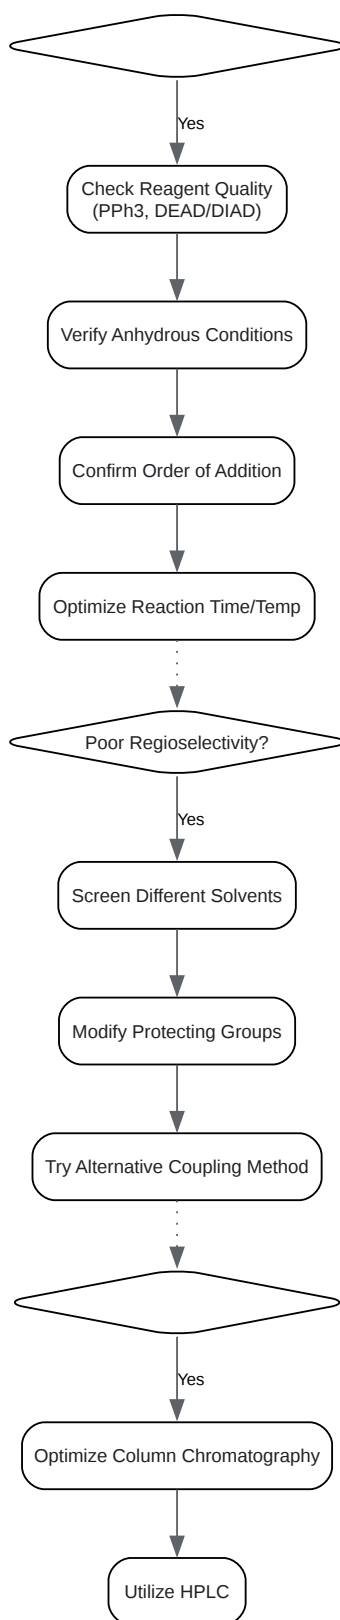 Yes
Check Reagent Quality
(PPh3, DEAD/DIAD)
Verify Anhydrous Conditions
Confirm Order of Addition
Optimize Reaction Time/Temp
Poor Regioselectivity?
Yes
Screen Different Solvents
Modify Protecting Groups
Try Alternative Coupling Method
Yes
Optimize Column Chromatography
Utilize HPLC